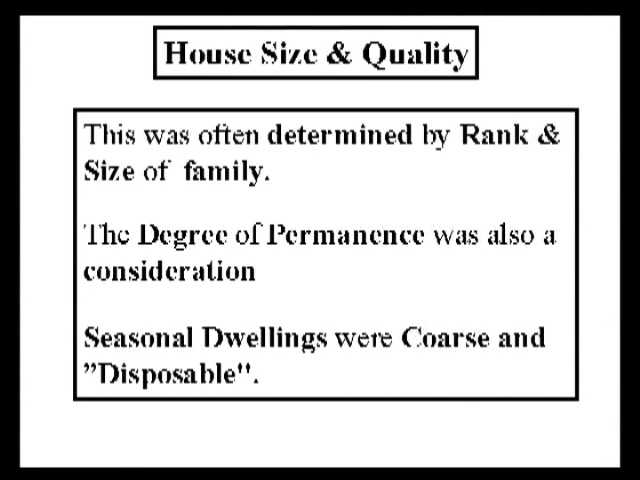 House Size & Quality
This was often determined by Rank &
Size of family.
The Degree of Permanence was also a
consideration
Seasonal Dwellings were Coarse and
”Disposable".